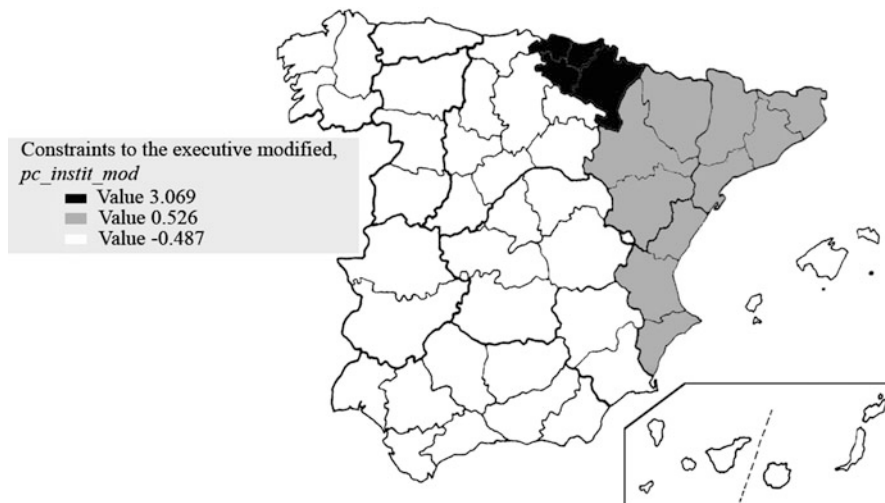 Constraints to the executive modified,
pc_instit_mod
Value 3.069
Value 0.526
Value -0.487